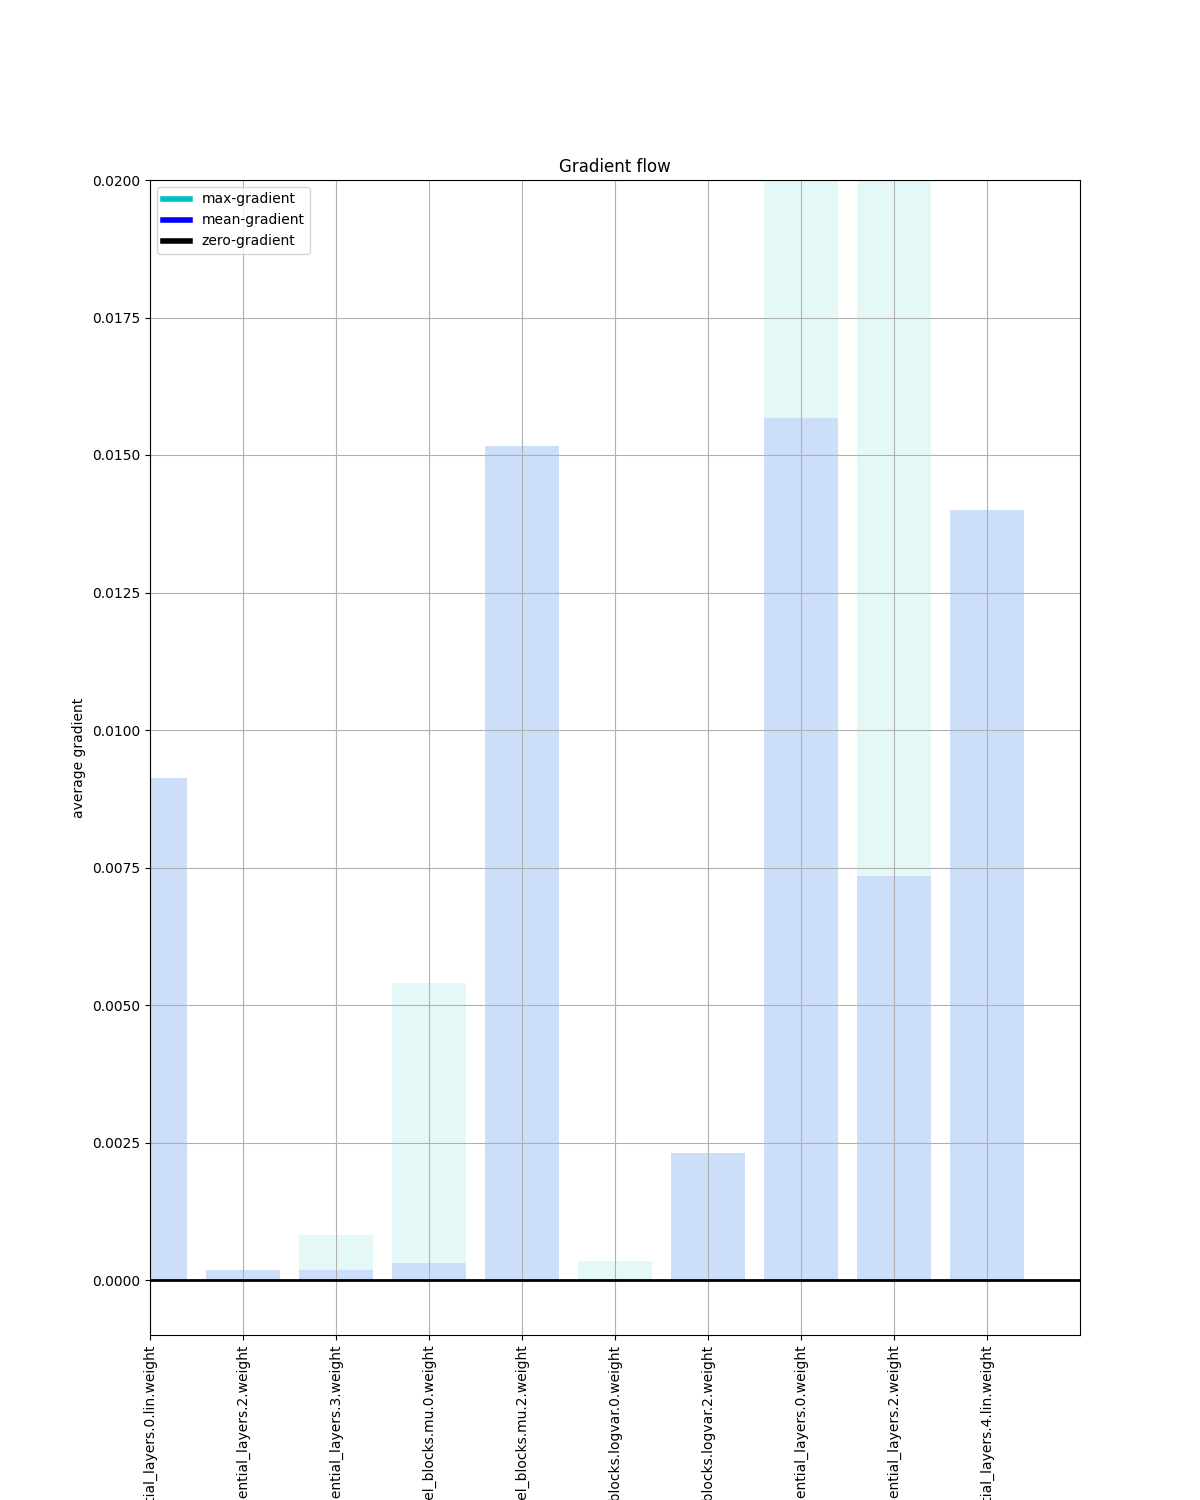 Gradient flow
max-gradient
mean-gradient
zero-gradient
0.0200
0.0175
0.0150
0.0125
0.0100
0.0075
0.0050
0.0025
0.0000
average gradient
tial_layers.0.lin.weight
ential_layers.2.weight
ential_layers.3.weight
el_blocks.mu.0.weight
el_blocks.mu.2.weight
blocks.logvar.0.weight
blocks.logvar.2.weight
ential_layers.0.weight
ential_layers.2.weight
tial_layers.4.lin.weight